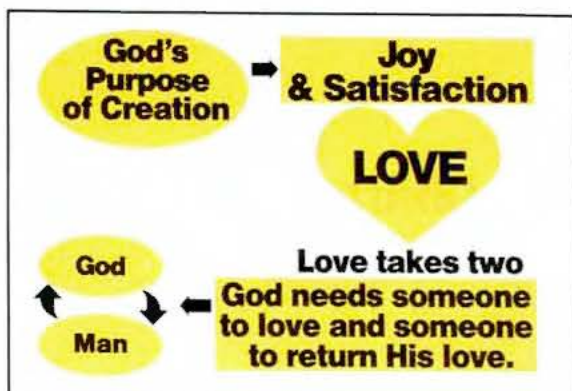 God's
Purpose
of Creation
Joy
& Satisfaction
LOVE
Love takes two
God needs someone
to love and someone
to return His love.
God
Man